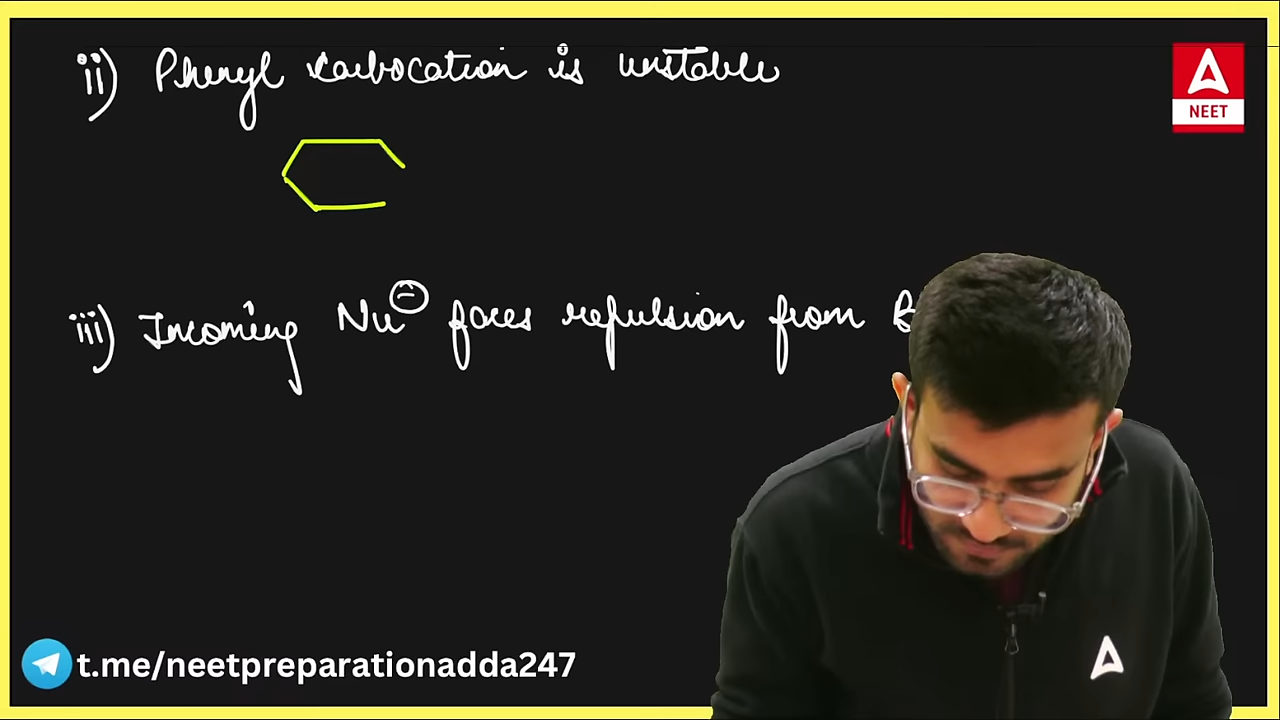 ii) Phenyl carbocation is unstable
NEET
iii) Incoming Nu⊖ faces repulsion from
t.me/neetpreparationadda247